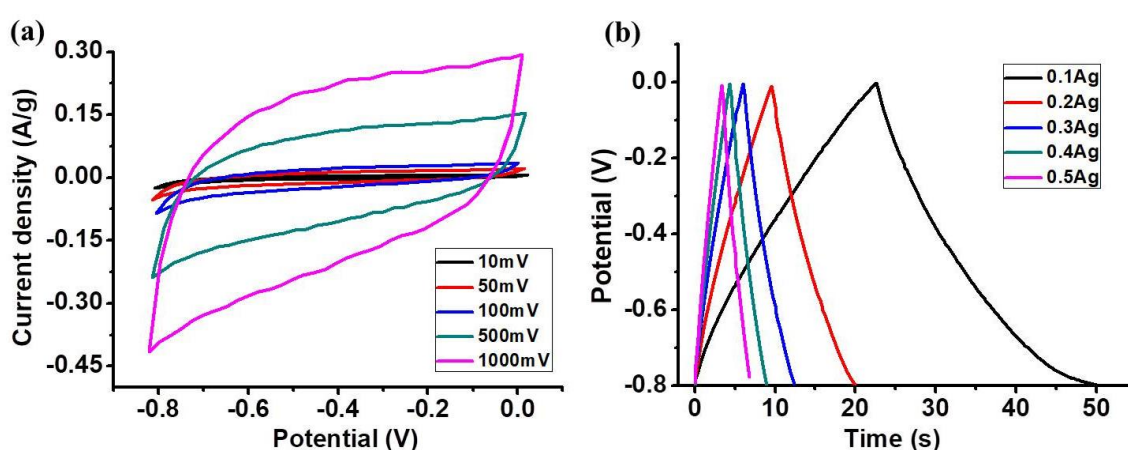 (a)
0.30
0.15
0.00
-0.15
-0.30
-0.45
Current density (A/g)
-0.8
-0.6
-0.4
-0.2
0.0
Potential (V)
10mV
50mV
100mV
500mV
1000mV
(b)
0.0
-0.2
-0.4
-0.6
-0.8
Potential (V)
0
10
20
30
40
50
Time (s)
0.1Ag
0.2Ag
0.3Ag
0.4Ag
0.5Ag